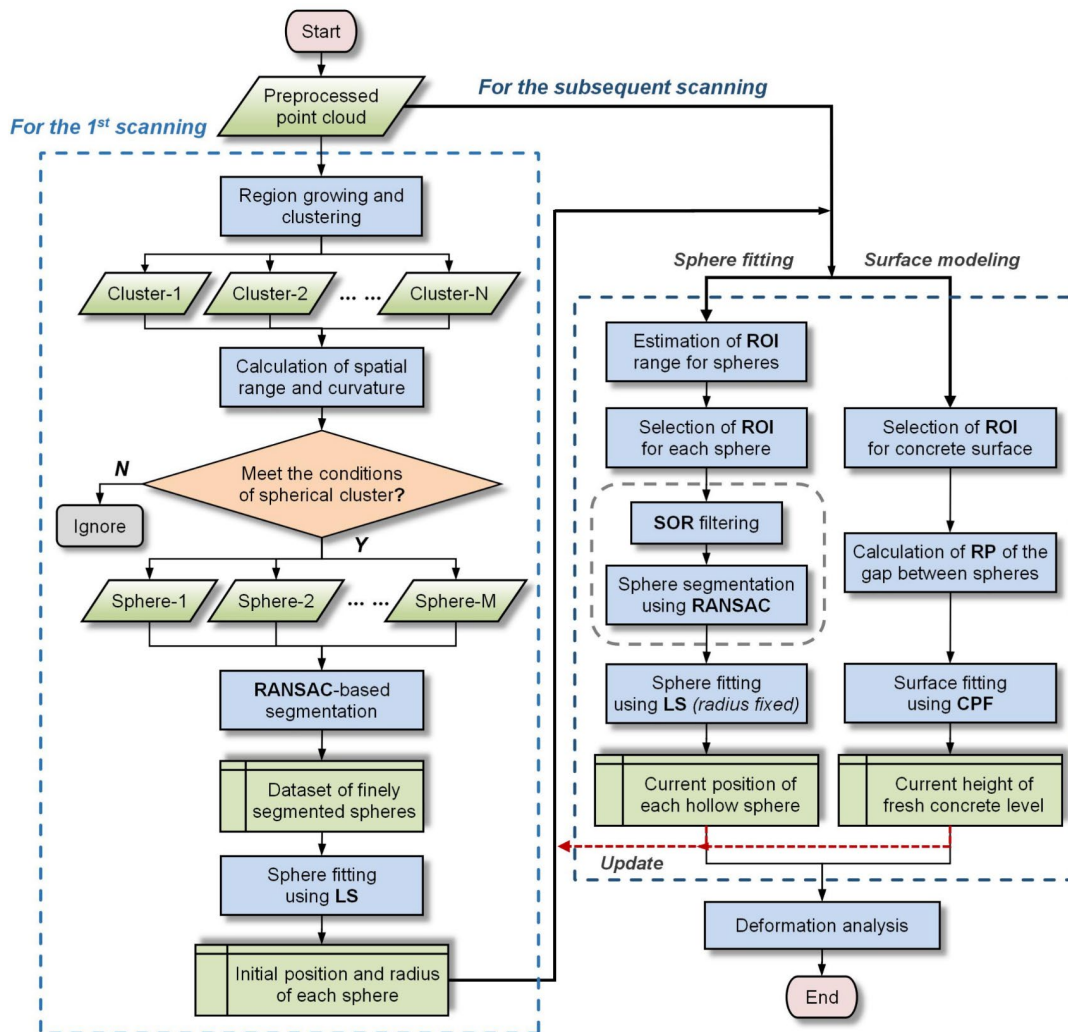 Start
Preprocessed
point cloud
For the subsequent scanning
For the 1st scanning
Region growing and
clustering
Cluster-1
Cluster-2
... ...
Cluster-N
Calculation of spatial
range and curvature
Meet the conditions
of spherical cluster?
N
Ignore
Y
Sphere-1
Sphere-2
... ...
Sphere-M
RANSAC-based
segmentation
Dataset of finely
segmented spheres
Sphere fitting
using LS
Initial position and radius
of each sphere
Sphere fitting
Surface modeling
Estimation of ROI
range for spheres
Selection of ROI
for each sphere
SOR filtering
Sphere segmentation
using RANSAC
Sphere fitting
using LS (radius fixed)
Current position of
each hollow sphere
Selection of ROI
for concrete surface
Calculation of RP of the
gap between spheres
Surface fitting
using CPF
Current height of
fresh concrete level
Update
Deformation analysis
End